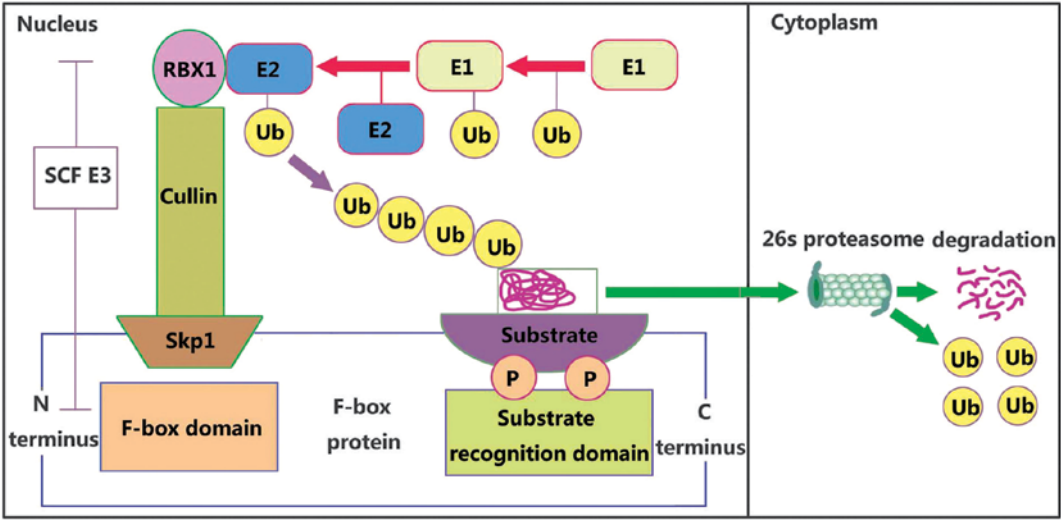 Nucleus
Cytoplasm
RBX1
E2
E1
E1
Ub
E2
Ub
Ub
SCF E3
Cullin
Ub
Ub
Ub
Ub
26s proteasome degradation
Skp1
Substrate
Ub
Ub
P
P
Ub
Ub
N
terminus
F-box domain
F-box
protein
Substrate
recognition domain
C
terminus